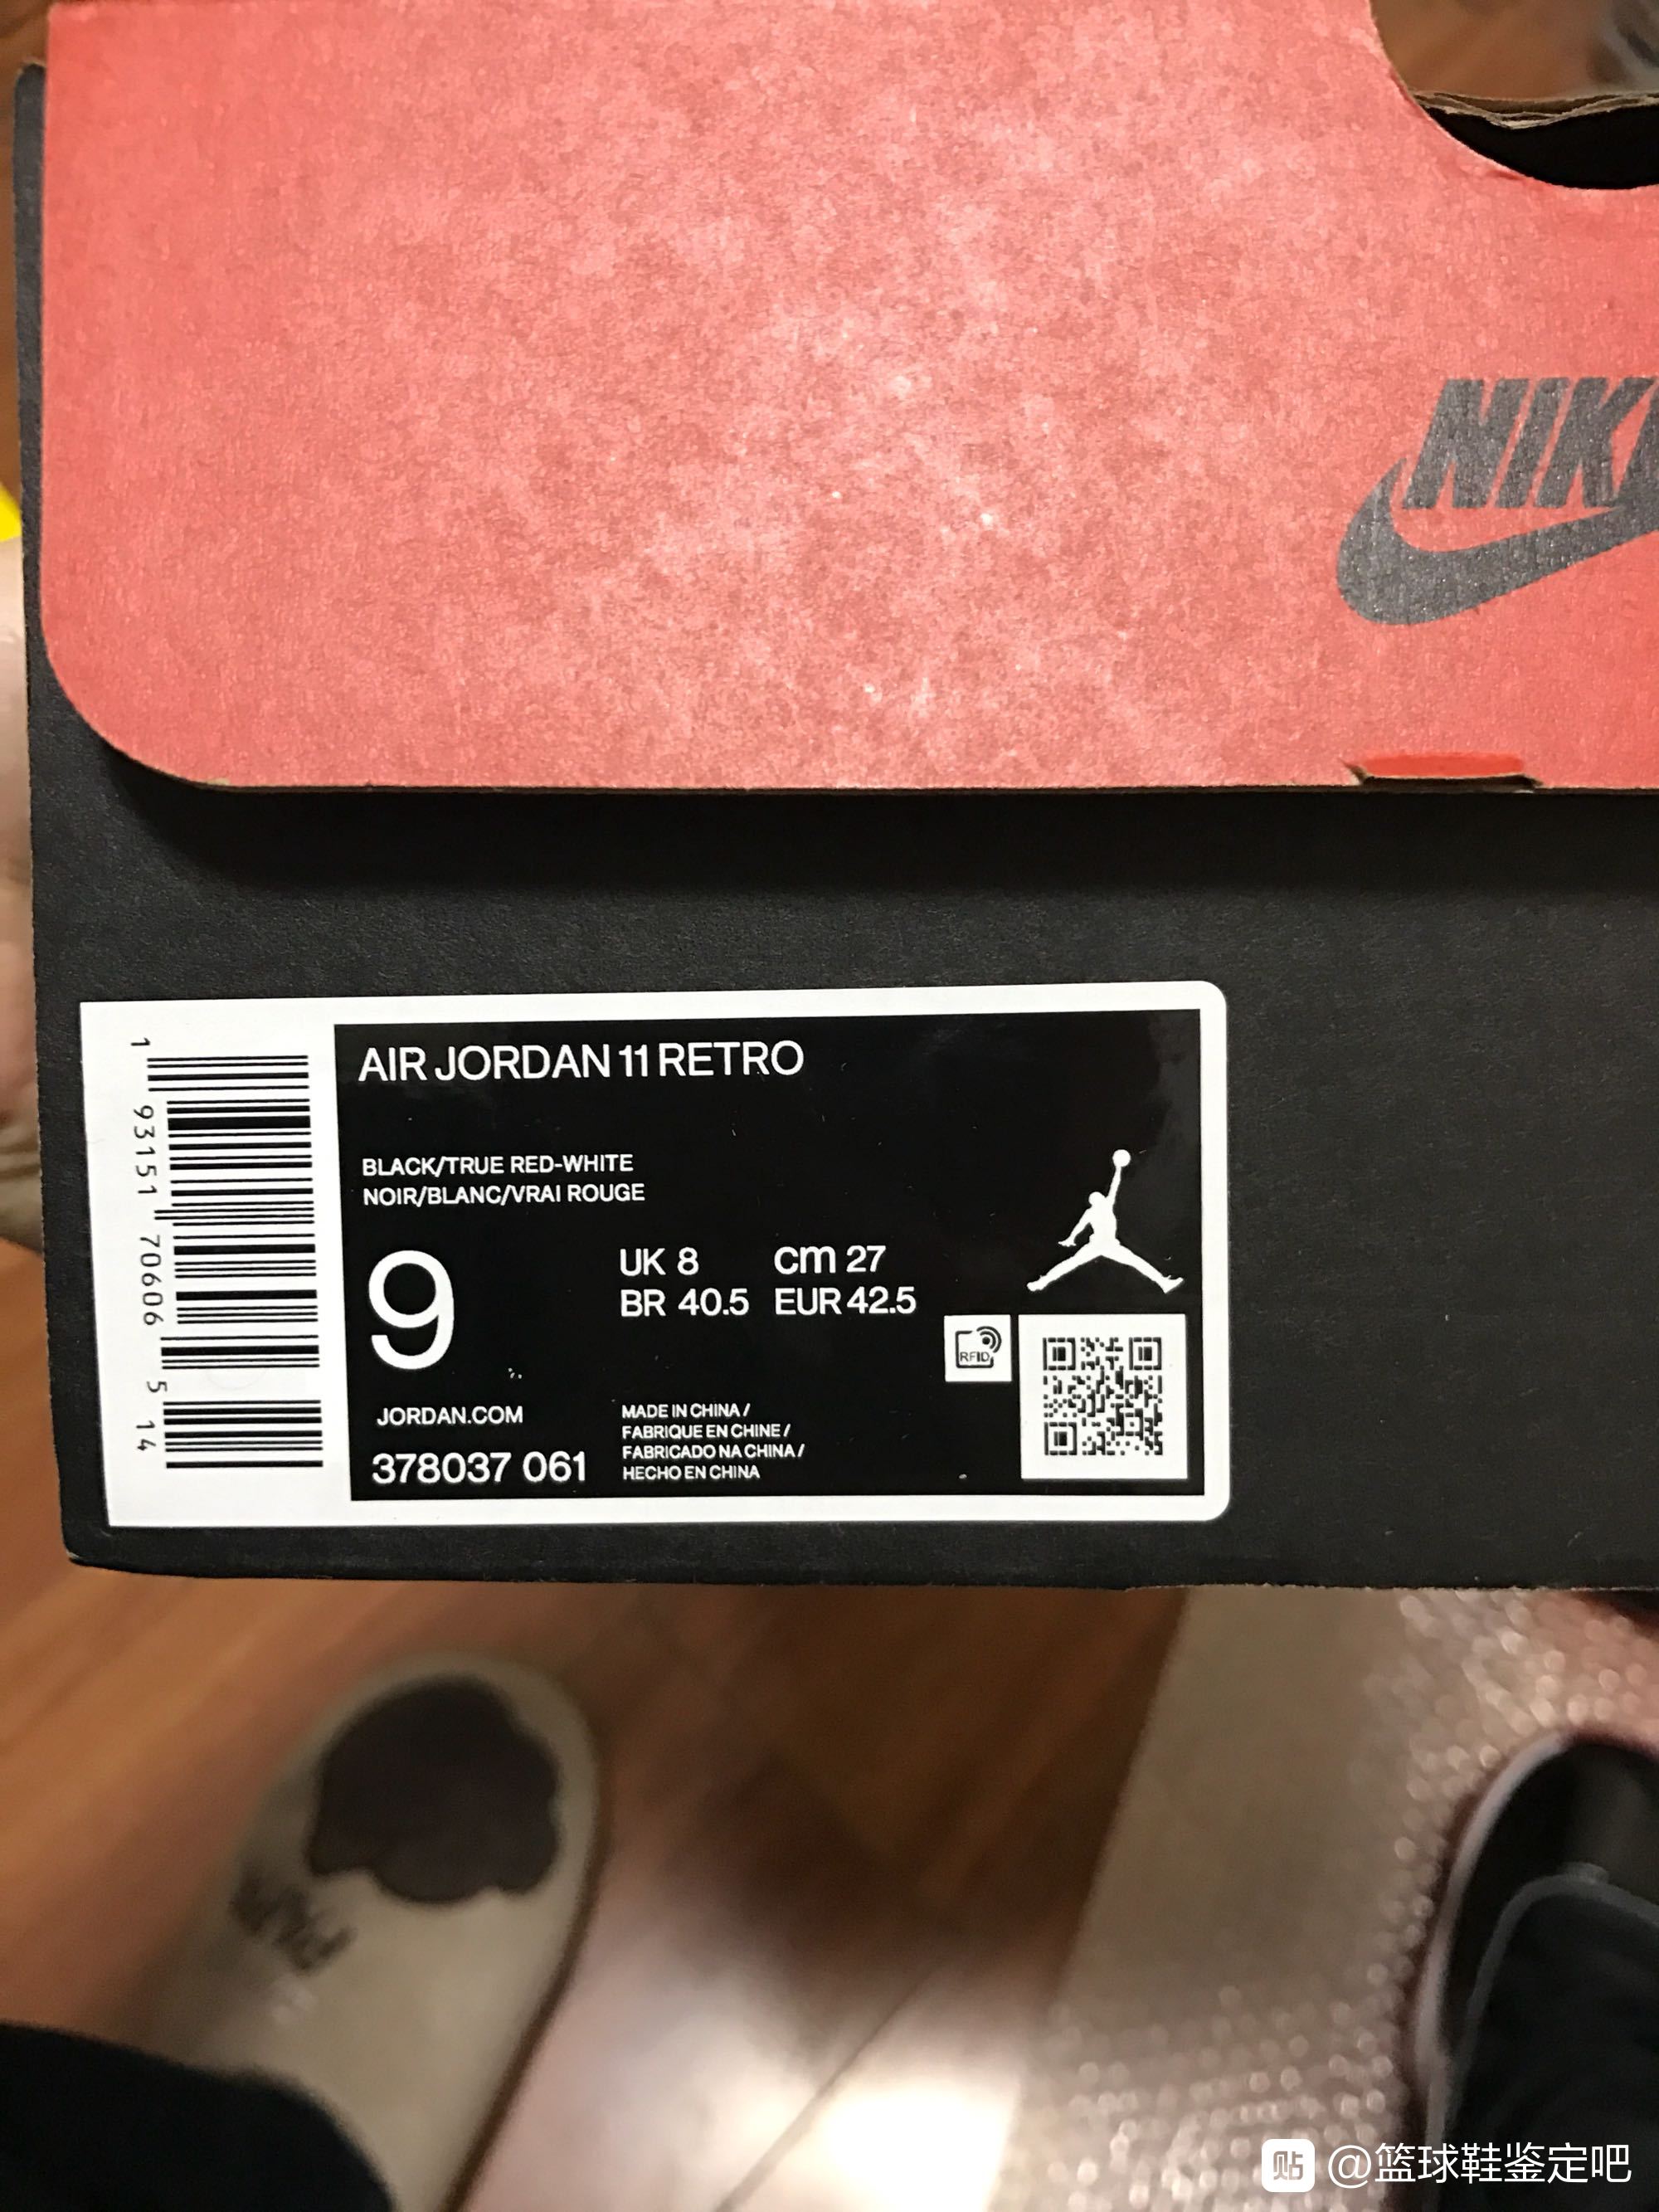 NIKE
AIR JORDAN 11 RETRO
BLACK/TRUE RED-WHITE
NOIR/BLANC/VRAI ROUGE
9
UK 8 cm 27
BR 40.5 EUR 42.5
RFID
JORDAN.COM
378037 061
MADE IN CHINA /
FABRIQUE EN CHINE /
FABRICADO NA CHINA /
HECHO EN CHINA
1 93151 70606 5 14
贴 @篮球鞋鉴定吧